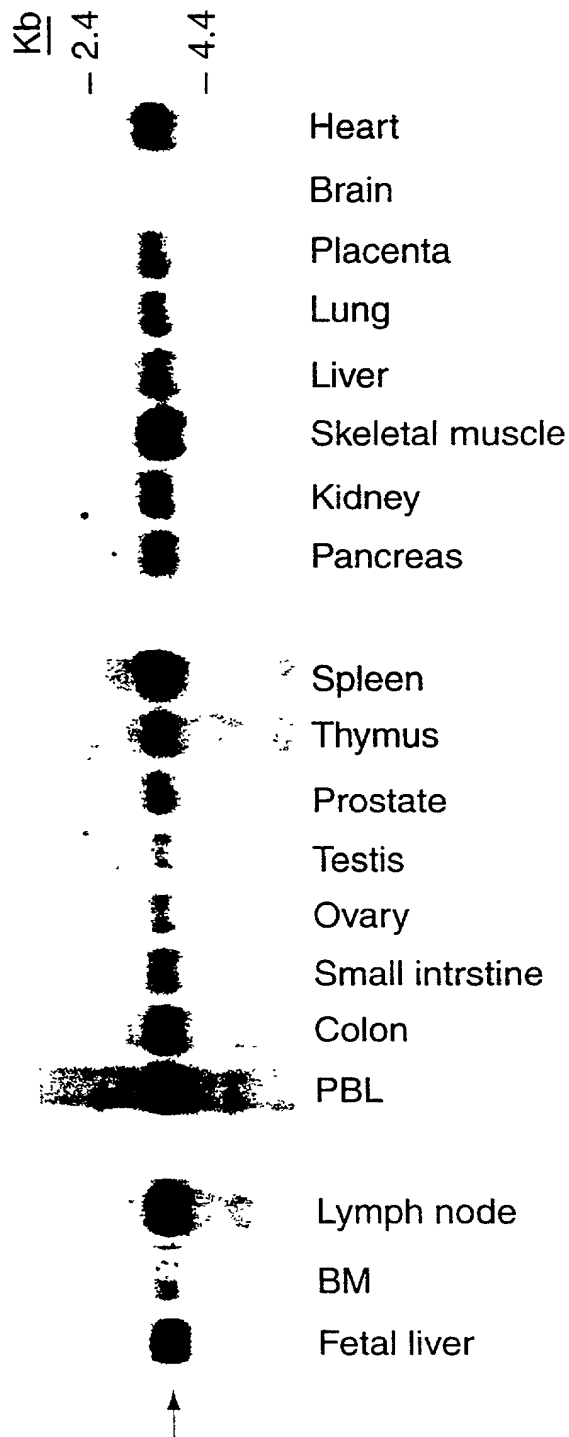 Kb
– 2.4
– 4.4
Heart
Brain
Placenta
Lung
Liver
Skeletal muscle
Kidney
Pancreas
Spleen
Thymus
Prostate
Testis
Ovary
Small intrstine
Colon
PBL
Lymph node
BM
Fetal liver